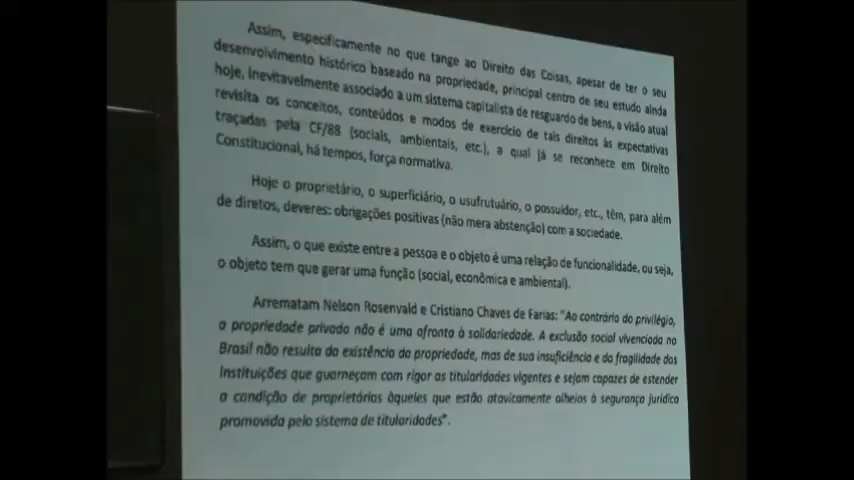 Assim, especificamente no que tange ao Direito das Coisas, apesar de ter o seu
desenvolvimento histórico baseado na propriedade, principal centro de seu estudo ainda
hoje, inevitavelmente associado a um sistema capitalista de resguardo de bens, a visão atual
revisita os conceitos, conteúdos e modos de exercício de tais direitos às expectativas
traçadas pela CF/88 (sociais, ambientais, etc.), a qual já se reconhece em Direito
Constitucional, há tempos, força normativa.
Hoje o proprietário, o superficiário, o usufrutuário, o possuidor, etc., têm, para além
de diretos, deveres: obrigações positivas (não mera abstenção) com a sociedade.
Assim, o que existe entre a pessoa e o objeto é uma relação de funcionalidade, ou seja,
o objeto tem que gerar uma função (social, econômica e ambiental).
Arrematam Nelson Rosenvald e Cristiano Chaves de Farias: "Ao contrário do privilégio,
a propriedade privada não é uma afronta à solidariedade. A exclusão social vivenciada no
Brasil não resulta da existência da propriedade, mas de sua insuficiência e da fragilidade das
instituições que guarneçam com rigor as titularidades vigentes e sejam capazes de estender
a condição de proprietários àqueles que estão atavicamente alheios à segurança jurídica
promovida pelo sistema de titularidades".